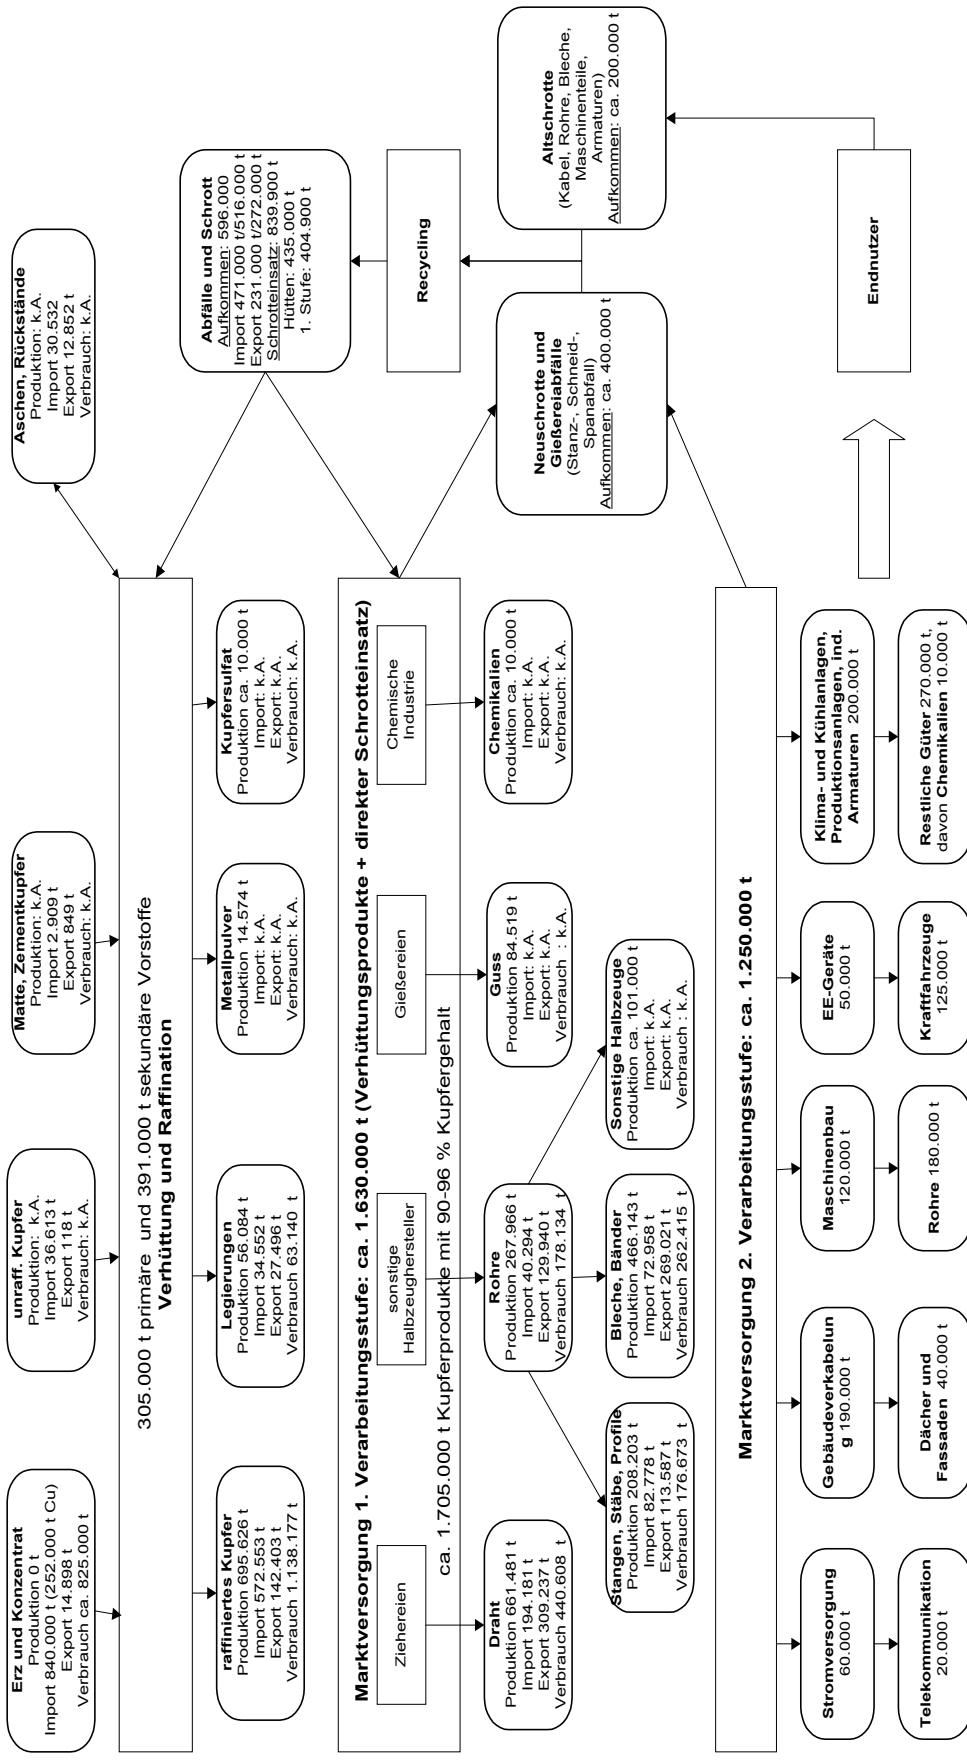 Erz und Konzentrat
Produktion 0 t
Import 840.000 t (252.000 t Cu)
Export 14.898 t
Verbrauch ca. 825.000 t
unraff. Kupfer
Produktion: k.A.
Import 36.613 t
Export 118 t
Verbrauch: k.A.
Matte, Zementkupfer
Produktion: k.A.
Import 2.909 t
Export 849 t
Verbrauch: k.A.
Aschen, Rückstände
Produktion: k.A.
Import 30.532
Export 12.852 t
Verbrauch: k.A.
305.000 t primäre und 391.000 t sekundäre Vorstoffe
Verhüttung und Raffination
raffiniertes Kupfer
Produktion 695.626 t
Import 572.553 t
Export 142.403 t
Verbrauch 1.138.177 t
Legierungen
Produktion 56.084 t
Import 34.552 t
Export 27.496 t
Verbrauch 63.140 t
Metallpulver
Produktion 14.574 t
Import: k.A.
Export: k.A.
Verbrauch: k.A.
Kupfersulfat
Produktion ca. 10.000 t
Import: k.A.
Export: k.A.
Verbrauch: k.A.
Abfälle und Schrott
Aufkommen: 596.000
Import 471.000 t/516.000 t
Export 231.000 t/272.000 t
Schrotteinsatz: 839.900 t
Hütten: 435.000 t
1. Stufe: 404.900 t
Marktversorgung 1. Verarbeitungsstufe: ca. 1.630.000 t (Verhüttungsprodukte + direkter Schrotteinsatz)
Ziehereien
sonstige
Halbzeughersteller
Gießereien
Chemische
Industrie
ca. 1.705.000 t Kupferprodukte mit 90-96 % Kupfergehalt
Recycling
Draht
Produktion 661.481 t
Import 194.181 t
Export 309.237 t
Verbrauch 440.608 t
Rohre
Produktion 267.966 t
Import 40.294 t
Export 129.940 t
Verbrauch 178.134 t
Guss
Produktion 84.519 t
Import: k.A.
Export: k.A.
Verbrauch : k.A.
Chemikalien
Produktion ca. 10.000 t
Import: k.A.
Export: k.A.
Verbrauch: k.A.
Neuschrotte und
Gießereiabfälle
(Stanz-, Schneid-,
Spanabfall)
Aufkommen: ca. 400.000 t
Altschrotte
(Kabel, Rohre, Bleche,
Maschinenteile,
Armaturen)
Aufkommen: ca. 200.000 t
Stangen, Stäbe, Profile
Produktion 208.203 t
Import 82.778 t
Export 113.587 t
Verbrauch 176.673 t
Bleche, Bänder
Produktion 466.143 t
Import 72.958 t
Export 269.021 t
Verbrauch 262.415 t
Sonstige Halbzeuge
Produktion ca. 101.000 t
Import: k.A.
Export: k.A.
Verbrauch : k.A.
Marktversorgung 2. Verarbeitungsstufe: ca. 1.250.000 t
Stromversorgung
60.000 t
Gebäudeverkabelun
g 190.000 t
Maschinenbau
120.000 t
EE-Geräte
50.000 t
Klima- und Kühlanlagen,
Produktionsanlagen, ind.
Armaturen 200.000 t
Endnutzer
Telekommunikation
20.000 t
Dächer und
Fassaden 40.000 t
Rohre 180.000 t
Kraftfahrzeuge
125.000 t
Restliche Güter 270.000 t,
davon Chemikalien 10.000 t